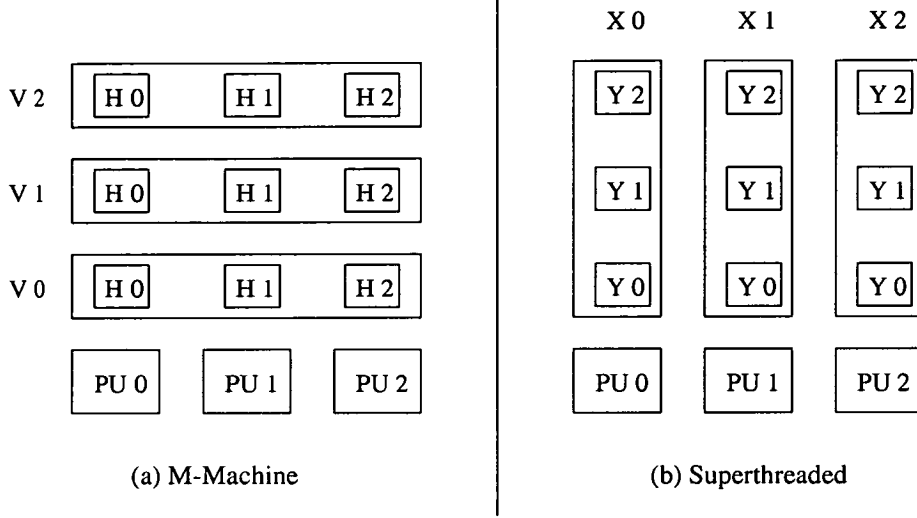 V 2 H 0 H 1 H 2
V 1 H 0 H 1 H 2
V 0 H 0 H 1 H 2
PU 0 PU 1 PU 2
(a) M-Machine
X 0 X 1 X 2
Y 2 Y 2 Y 2
Y 1 Y 1 Y 1
Y 0 Y 0 Y 0
PU 0 PU 1 PU 2
(b) Superthreaded